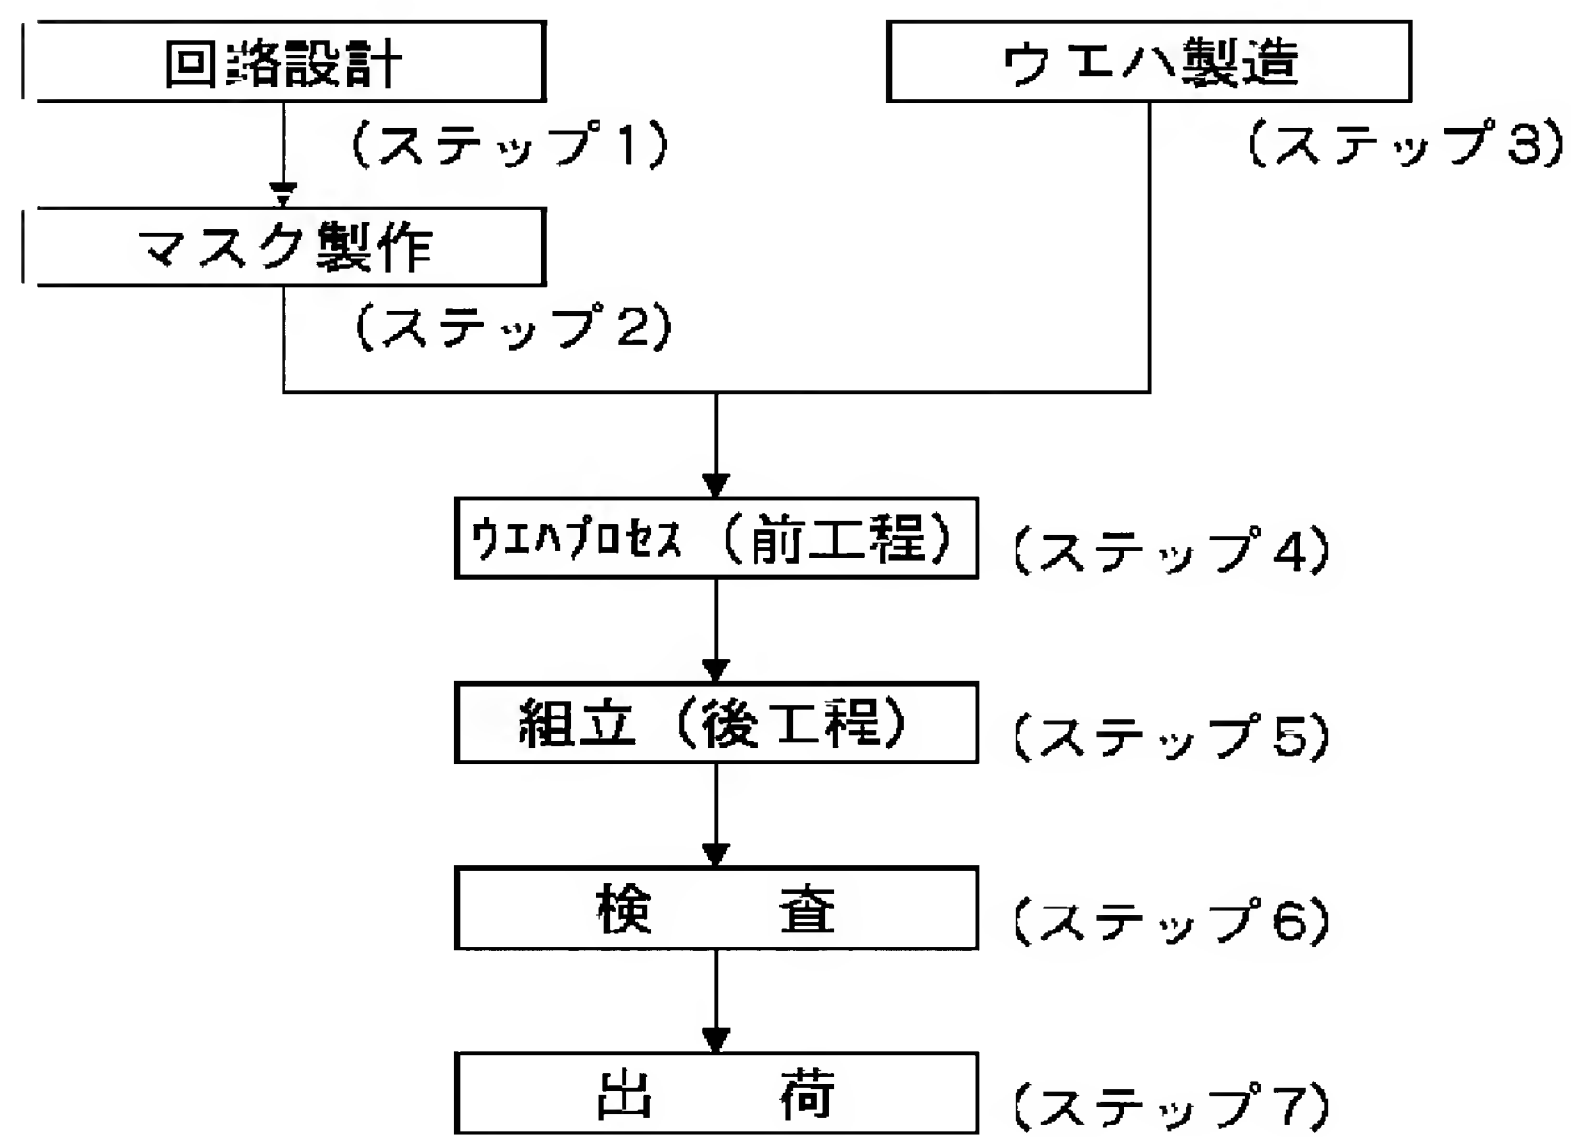 回路設計
ウエハ製造
(ステップ1)
(ステップ3)
マスク製作
(ステップ2)
ウエハプロセス(前工程)
(ステップ4)
組立(後工程)
(ステップ5)
検 査
(ステップ6)
出 荷
(ステップ7)